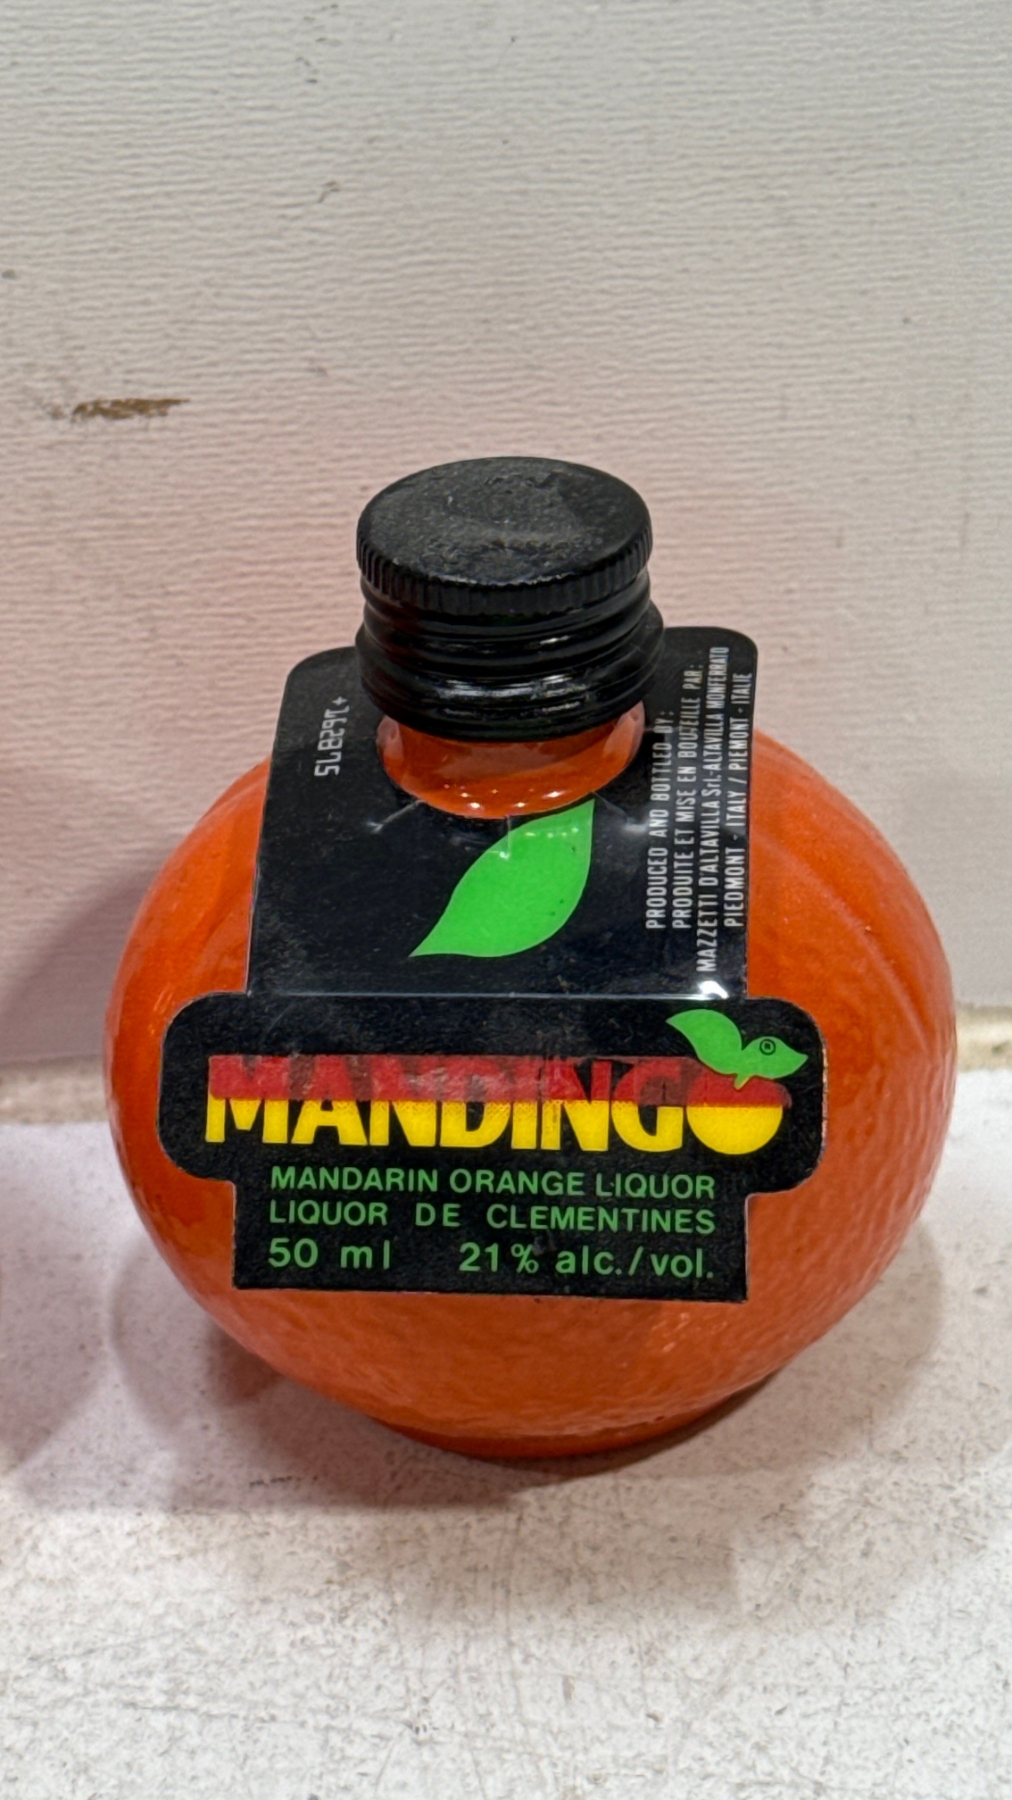 +762829
PRODUCED AND BOTTLED BY:
PRODUITE ET MISE EN BOUTEILLE PAR:
MAZZETTI D'ALTAVILLA Srl-ALTAVILLA MONFERRATO
PIEDMONT - ITALY / PIEMONT - ITALIE
MANDINGO
®
MANDARIN ORANGE LIQUOR
LIQUOR DE CLEMENTINES
50 ml 21% alc./vol.